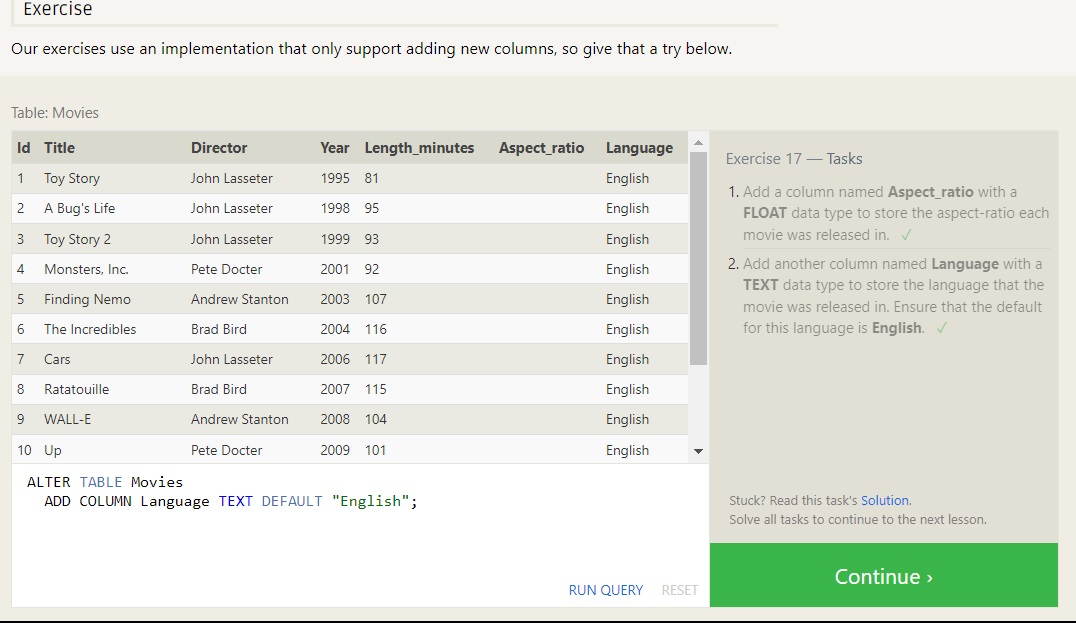 Exercise
Our exercises use an implementation that only support adding new columns, so give that a try below.
Table: Movies
Id Title Director Year Length_minutes Aspect_ratio Language
1 Toy Story John Lasseter 1995 81 English
2 A Bug's Life John Lasseter 1998 95 English
3 Toy Story 2 John Lasseter 1999 93 English
4 Monsters, Inc. Pete Docter 2001 92 English
5 Finding Nemo Andrew Stanton 2003 107 English
6 The Incredibles Brad Bird 2004 116 English
7 Cars John Lasseter 2006 117 English
8 Ratatouille Brad Bird 2007 115 English
9 WALL-E Andrew Stanton 2008 104 English
10 Up Pete Docter 2009 101 English
ALTER TABLE Movies
ADD COLUMN Language TEXT DEFAULT "English";
RUN QUERY RESET
Exercise 17 — Tasks
1. Add a column named Aspect_ratio with a
FLOAT data type to store the aspect-ratio each
movie was released in. ✓
2. Add another column named Language with a
TEXT data type to store the language that the
movie was released in. Ensure that the default
for this language is English. ✓
Stuck? Read this task's Solution.
Solve all tasks to continue to the next lesson.
Continue ›